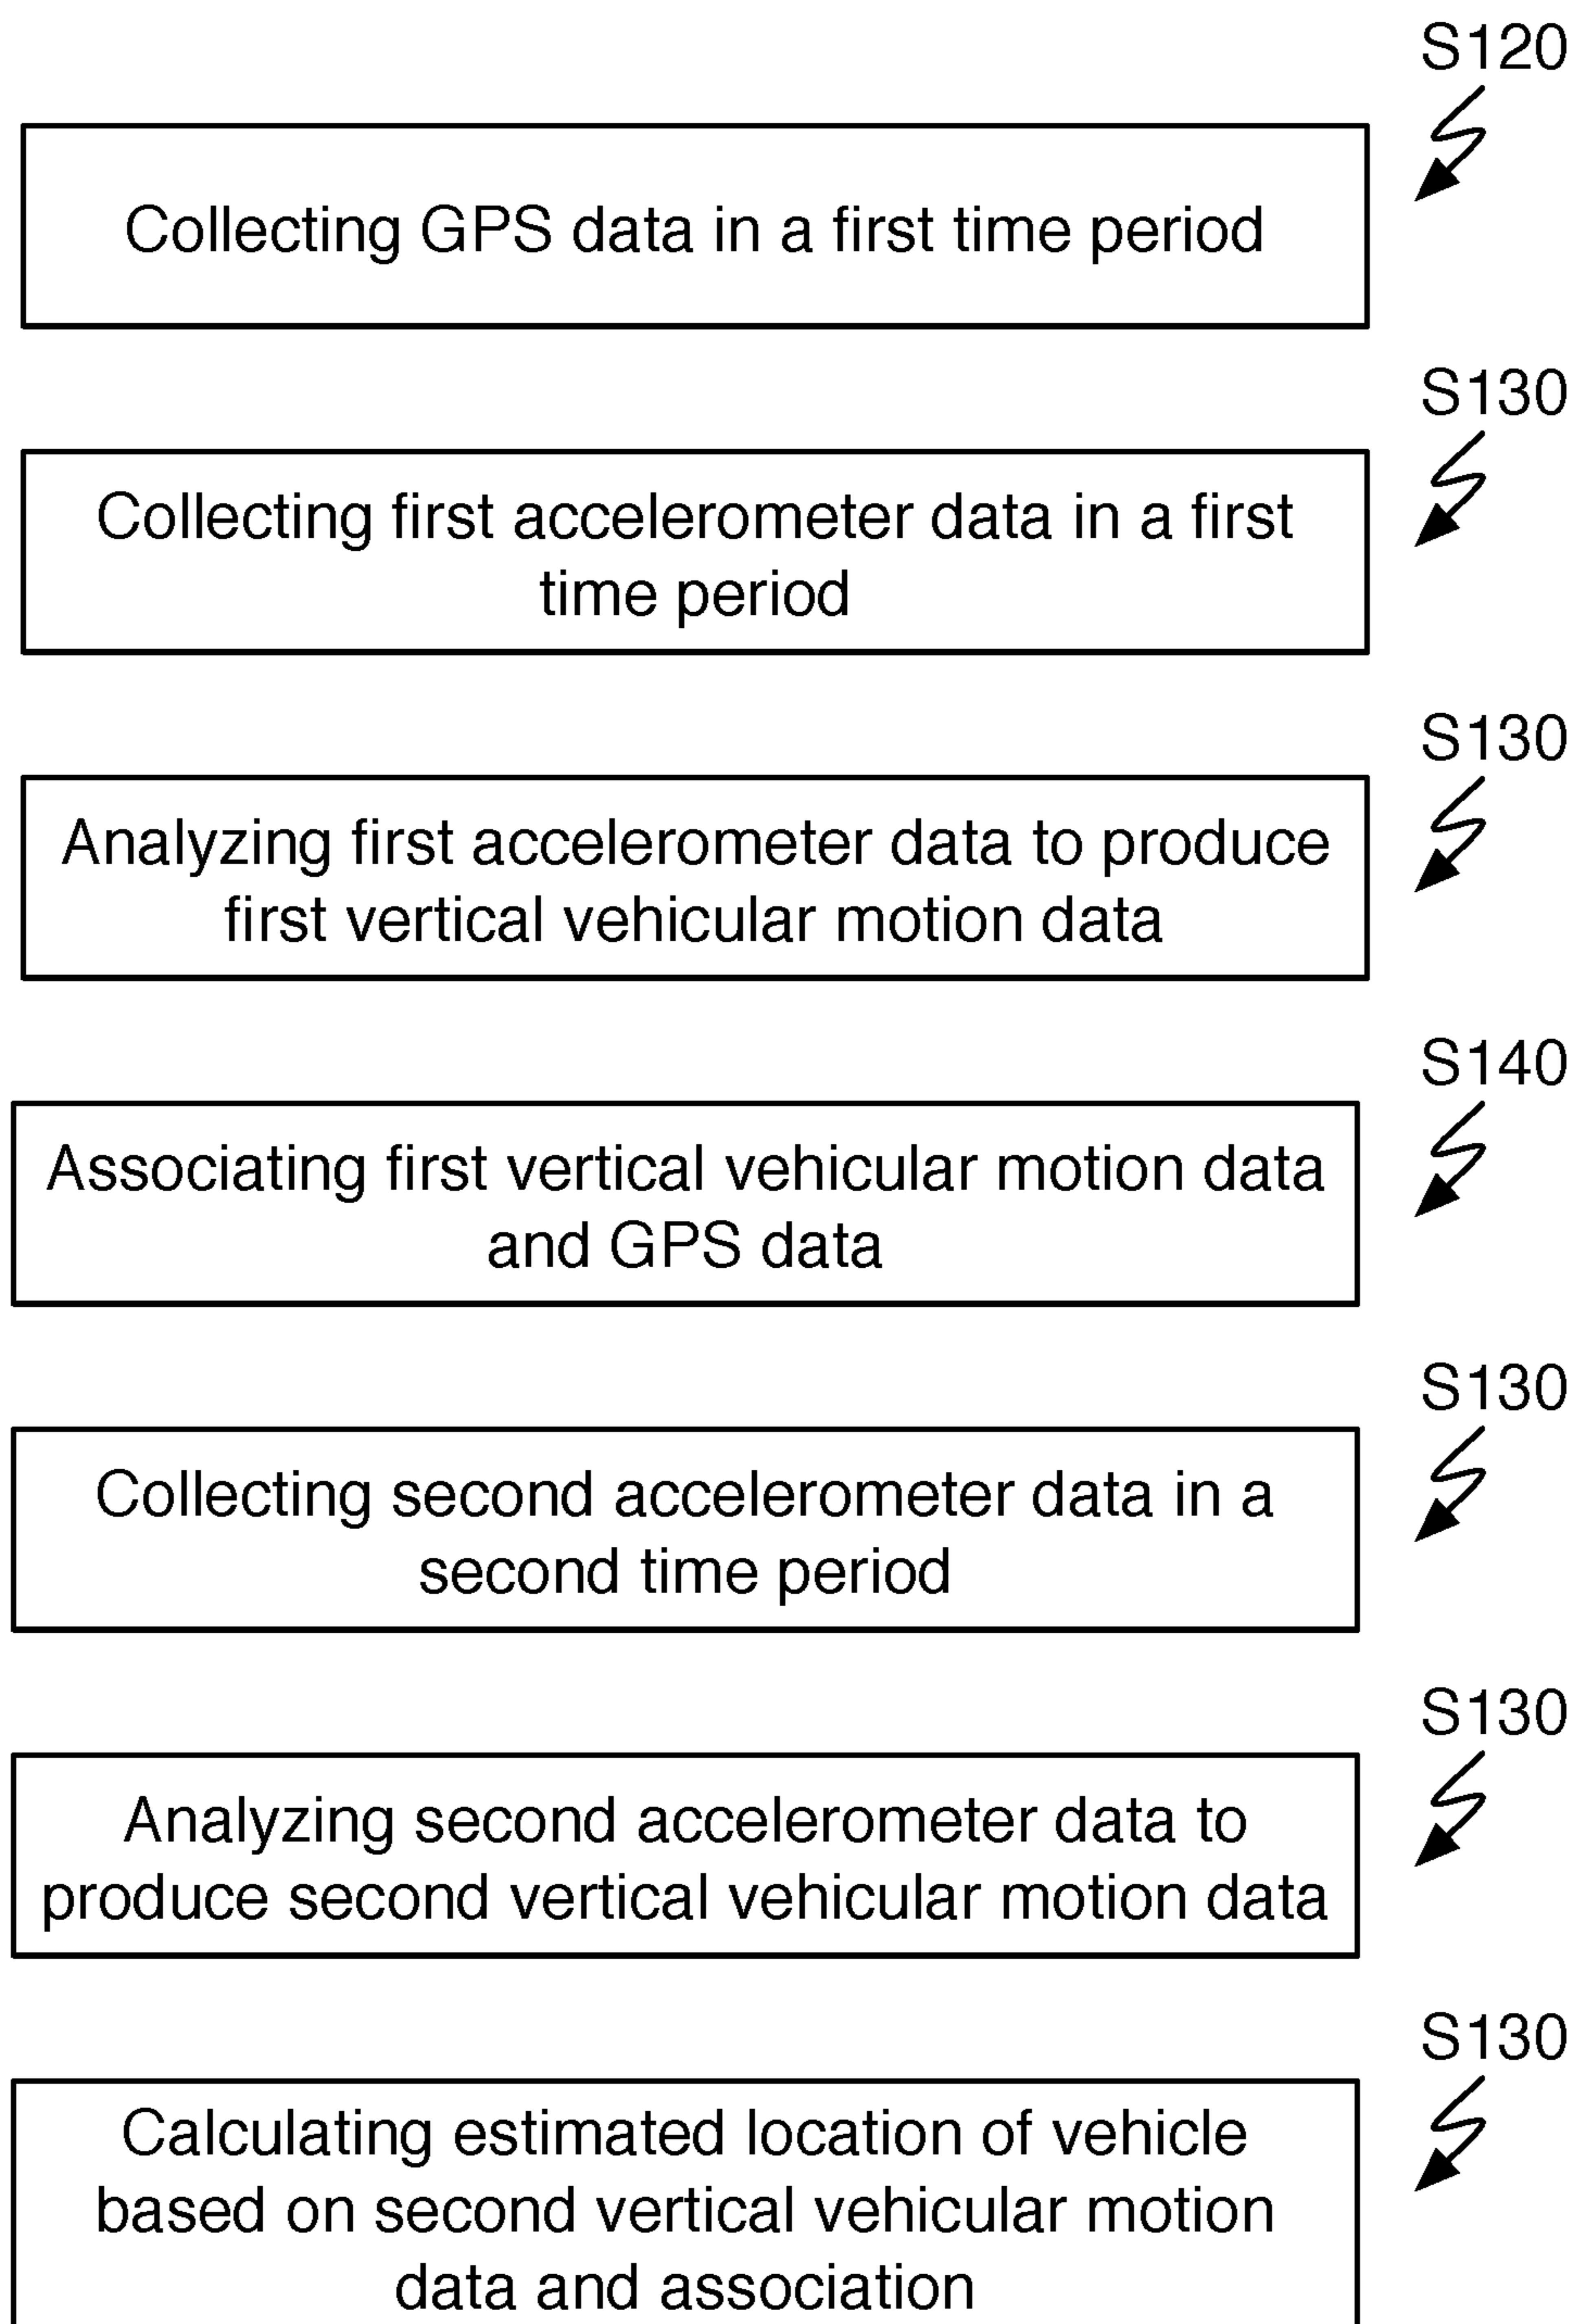 S120
Collecting GPS data in a first time period
S130
Collecting first accelerometer data in a first
time period
S130
Analyzing first accelerometer data to produce
first vertical vehicular motion data
S140
Associating first vertical vehicular motion data
and GPS data
S130
Collecting second accelerometer data in a
second time period
S130
Analyzing second accelerometer data to
produce second vertical vehicular motion data
S130
Calculating estimated location of vehicle
based on second vertical vehicular motion
data and association